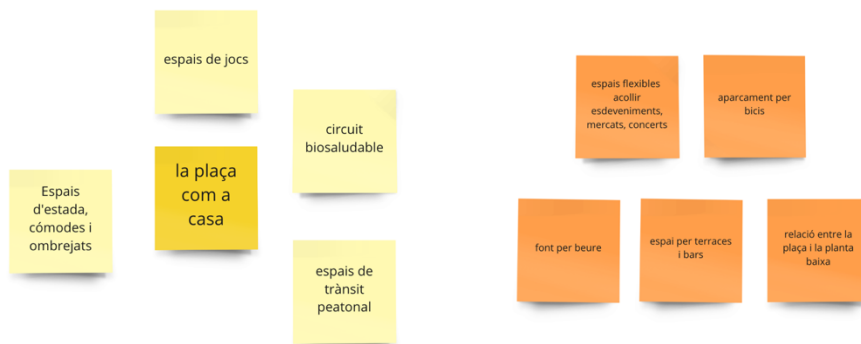 espais de jocs
circuit
biosaludable
la plaça
com a
casa
Espais
d'estada,
còmodes i
ombrejats
espais de
trànsit
peatonal
espais flexibles
acollir
esdeveniments,
mercats, concerts
aparcament per
bicis
font per beure
espai per terraces
i bars
relació entre la
plaça i la planta
baixa